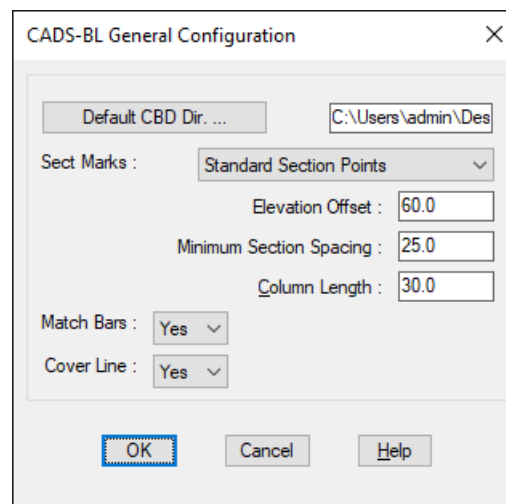 CADS-BL General Configuration
Default CBD Dir. ... C:\Users\admin\Des
Sect Marks : Standard Section Points
Elevation Offset : 60.0
Minimum Section Spacing : 25.0
Column Length : 30.0
Match Bars : Yes
Cover Line : Yes
OK Cancel Help